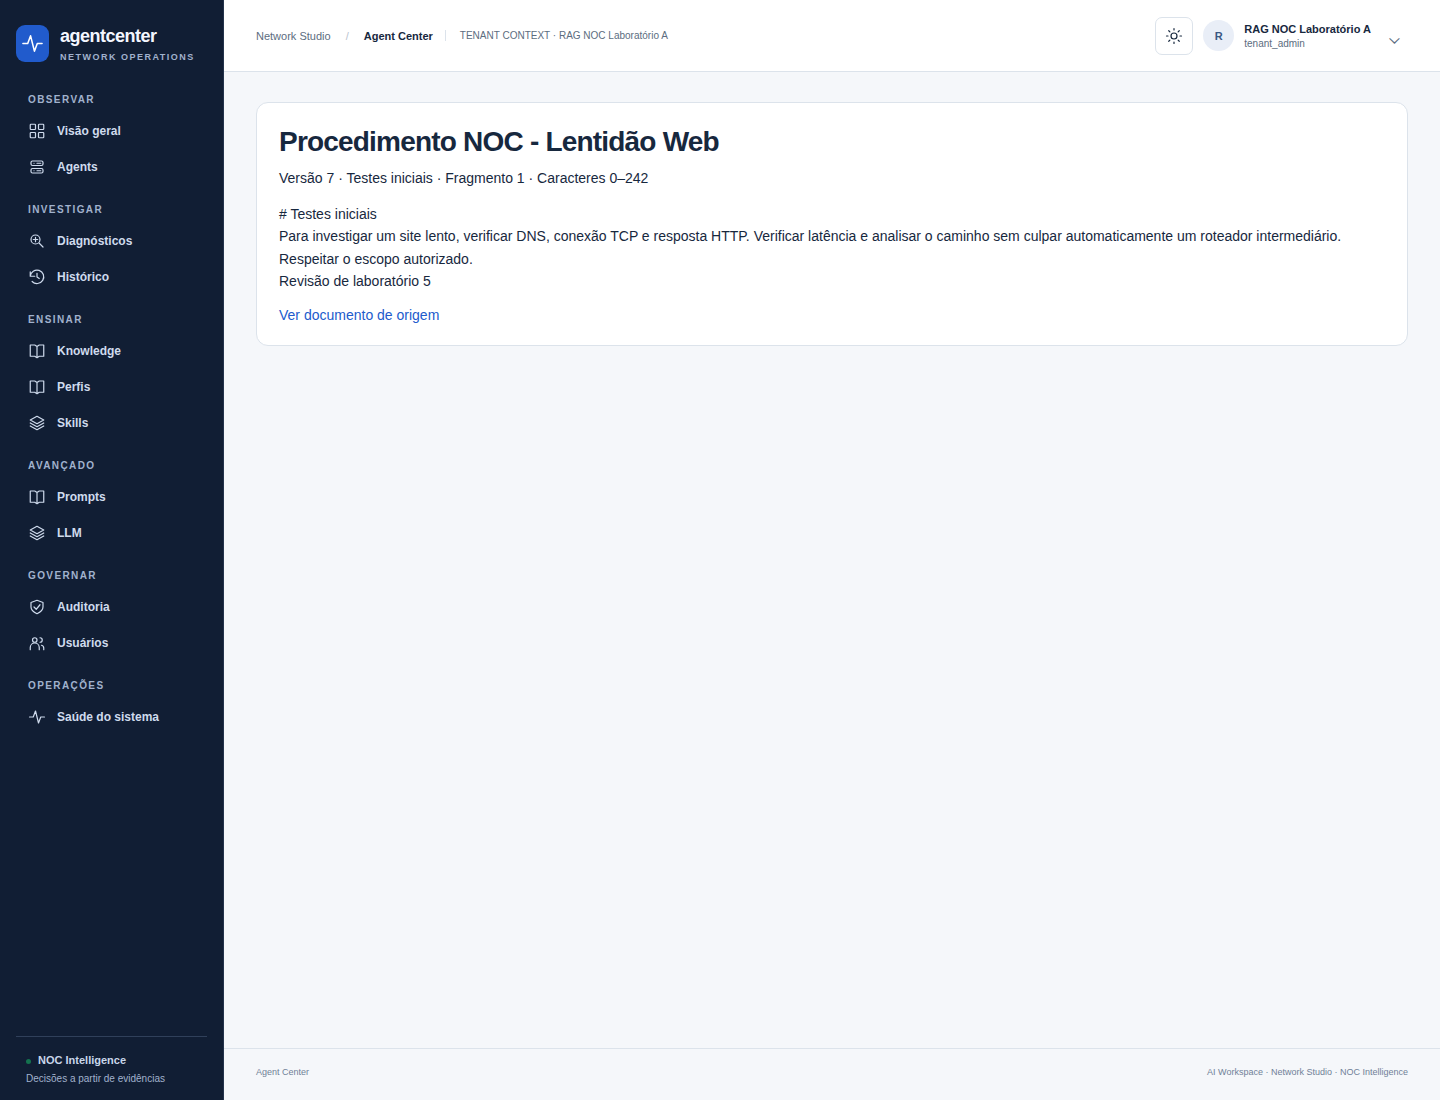 agentcenter
NETWORK OPERATIONS
OBSERVAR
Visão geral
Agents
INVESTIGAR
Diagnósticos
Histórico
ENSINAR
Knowledge
Perfis
Skills
AVANÇADO
Prompts
LLM
GOVERNAR
Auditoria
Usuários
OPERAÇÕES
Saúde do sistema
NOC Intelligence
Decisões a partir de evidências
Network Studio / Agent Center TENANT CONTEXT · RAG NOC Laboratório A
R
RAG NOC Laboratório A
tenant_admin
Procedimento NOC - Lentidão Web
Versão 7 · Testes iniciais · Fragmento 1 · Caracteres 0–242
# Testes iniciais
Para investigar um site lento, verificar DNS, conexão TCP e resposta HTTP. Verificar latência e analisar o caminho sem culpar automaticamente um roteador intermediário.
Respeitar o escopo autorizado.
Revisão de laboratório 5
Ver documento de origem
Agent Center
AI Workspace · Network Studio · NOC Intelligence